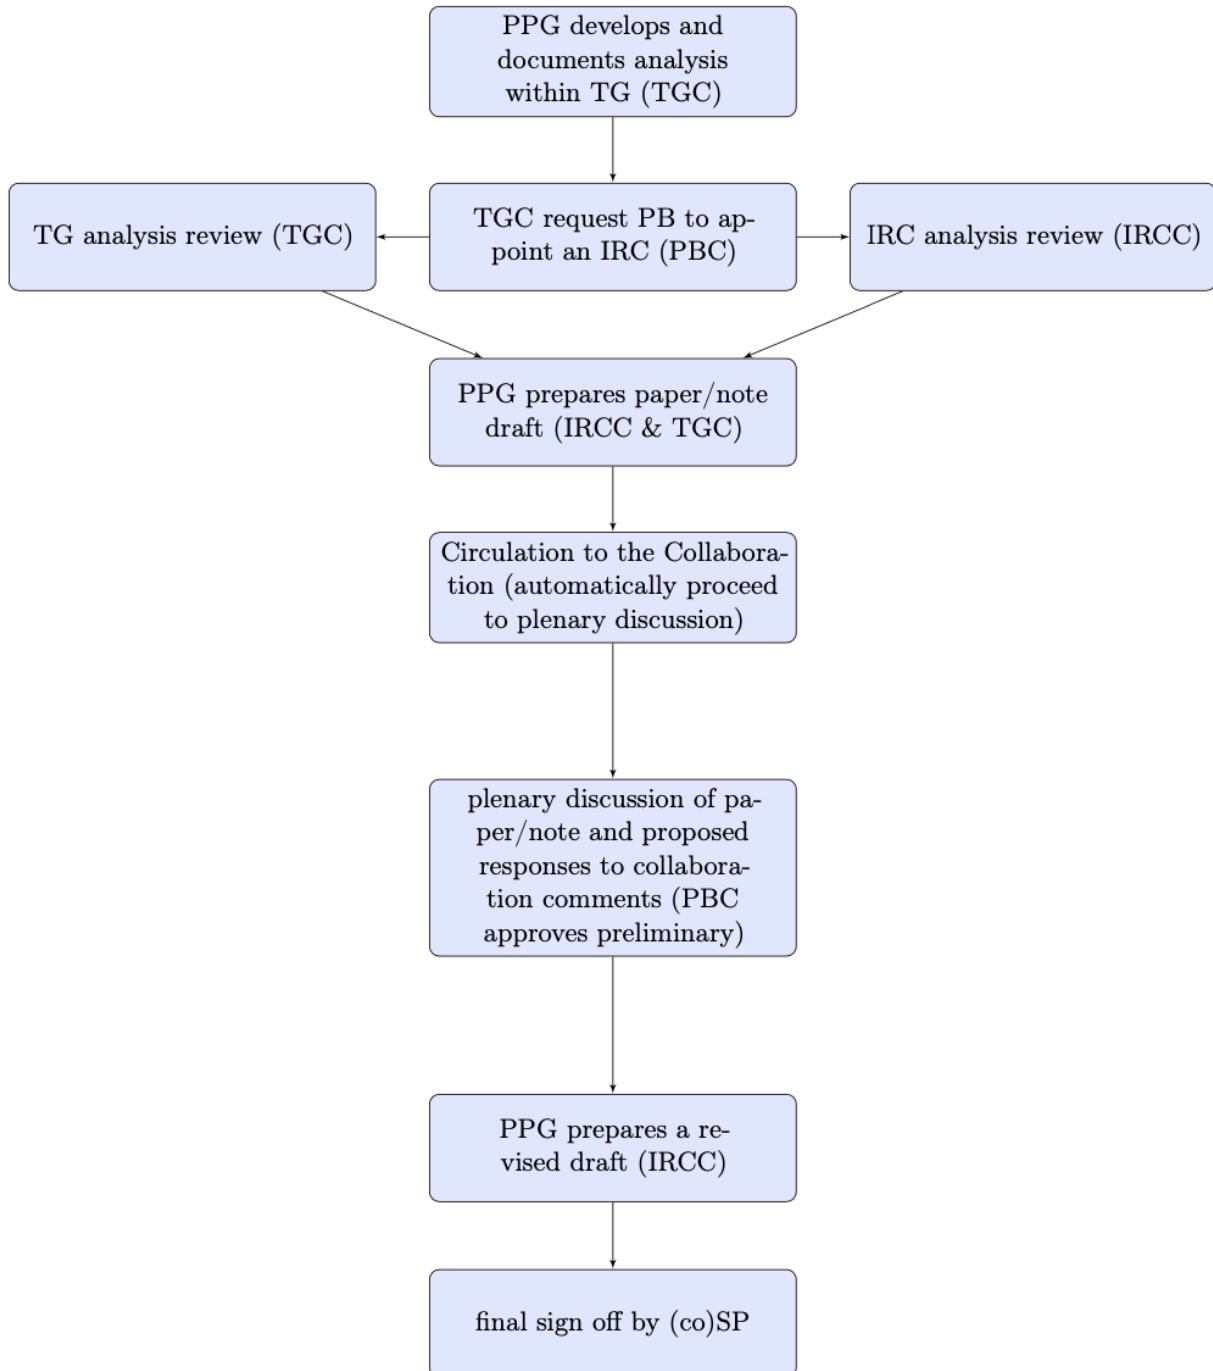 PPG develops and
documents analysis
within TG (TGC)
TG analysis review (TGC)
TGC request PB to ap-
point an IRC (PBC)
IRC analysis review (IRCC)
PPG prepares paper/note
draft (IRCC & TGC)
Circulation to the Collabora-
tion (automatically proceed
to plenary discussion)
plenary discussion of pa-
per/note and proposed
responses to collabora-
tion comments (PBC
approves preliminary)
PPG prepares a re-
vised draft (IRCC)
final sign off by (co)SP